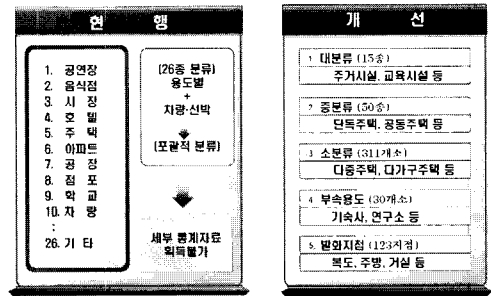 현 행
1. 공연장
2. 음식점
3. 시 장
4. 호 텔
5. 주 택
6. 아파트
7. 공 장
8. 점 포
9. 학 교
10. 차 량
:
26. 기 타
(26종 분류)
용도별
+
차량·선박
(포괄적 분류)
세부 통계자료
획득불가
개 선
1. 대분류 (15종)
주거시설, 교육시설 등
2. 중분류 (50종)
단독주택, 공동주택 등
3. 소분류 (311개소)
다중주택, 다가구주택 등
4. 부속용도 (30개소)
기숙사, 연구소 등
5. 발화지점 (123지점)
복도, 주방, 거실 등